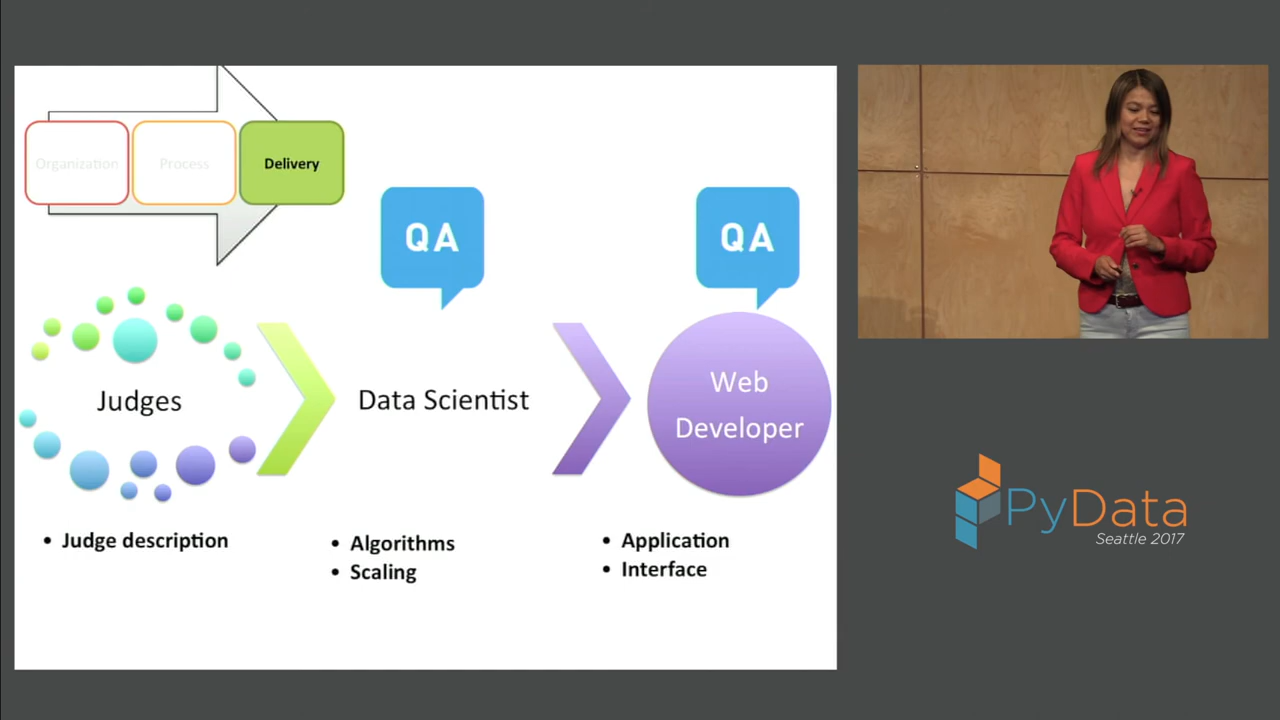 Organization
Process
Delivery
QA
QA
Judges
Data Scientist
Web
Developer
• Judge description
• Algorithms
• Scaling
• Application
• Interface
PyData
Seattle 2017